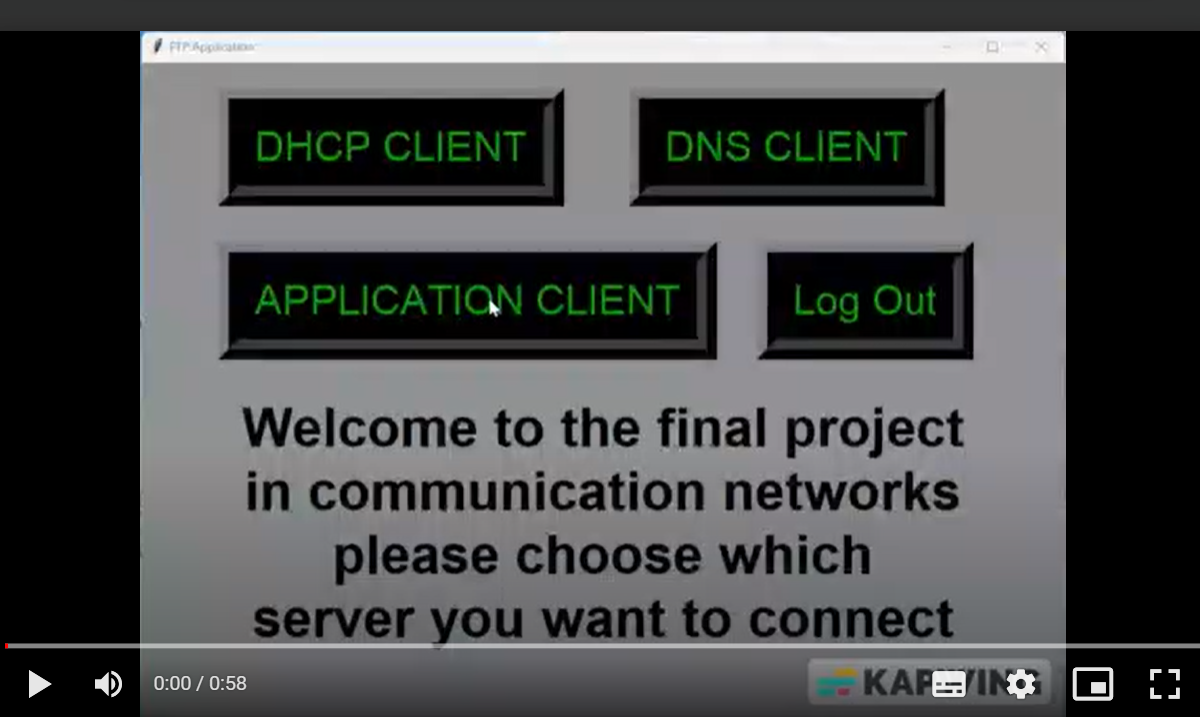 FTP Application
DHCP CLIENT
DNS CLIENT
APPLICATION CLIENT
Log Out
Welcome to the final project
in communication networks
please choose which
server you want to connect
0:00 / 0:58
KAPWING